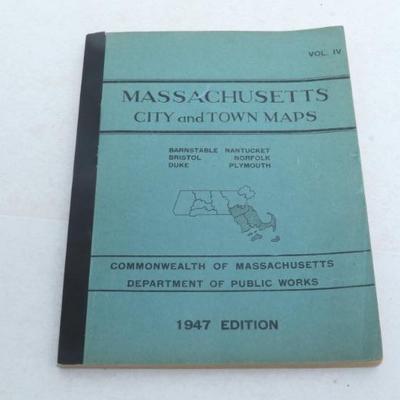 VOL. IV
MASSACHUSETTS
CITY and TOWN MAPS
BARNSTABLE NANTUCKET
BRISTOL NORFOLK
DUKE PLYMOUTH
COMMONWEALTH OF MASSACHUSETTS
DEPARTMENT OF PUBLIC WORKS
1947 EDITION